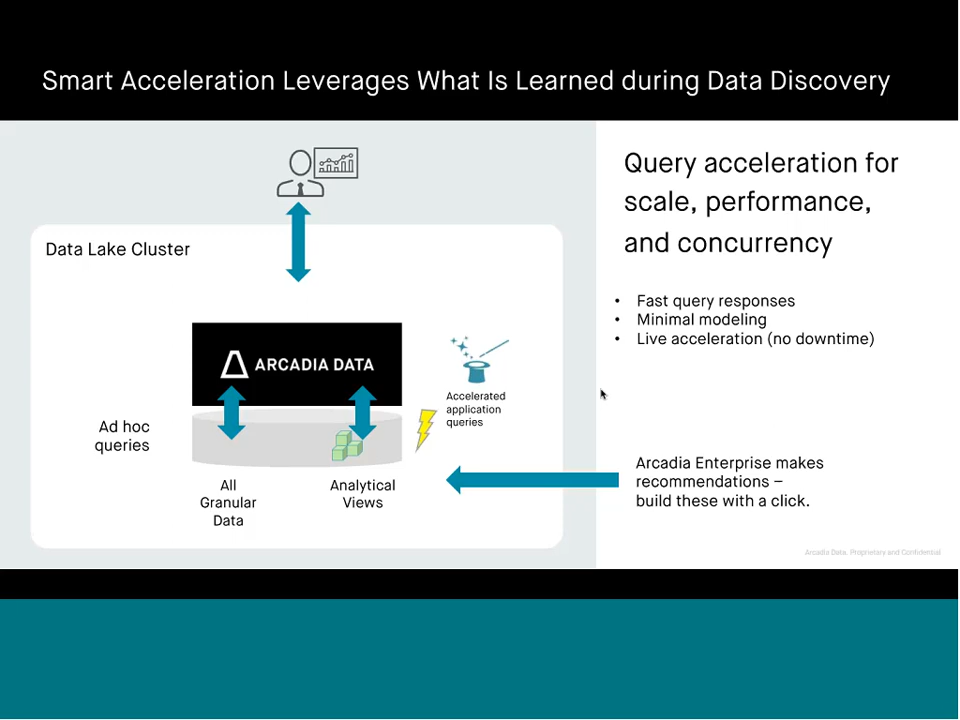 Smart Acceleration Leverages What Is Learned during Data Discovery
Data Lake Cluster
ARCADIA DATA
Accelerated
application
queries
Ad hoc
queries
All
Granular
Data
Analytical
Views
Query acceleration for
scale, performance,
and concurrency
• Fast query responses
• Minimal modeling
• Live acceleration (no downtime)
Arcadia Enterprise makes
recommendations –
build these with a click.
Arcadia Data. Proprietary and Confidential